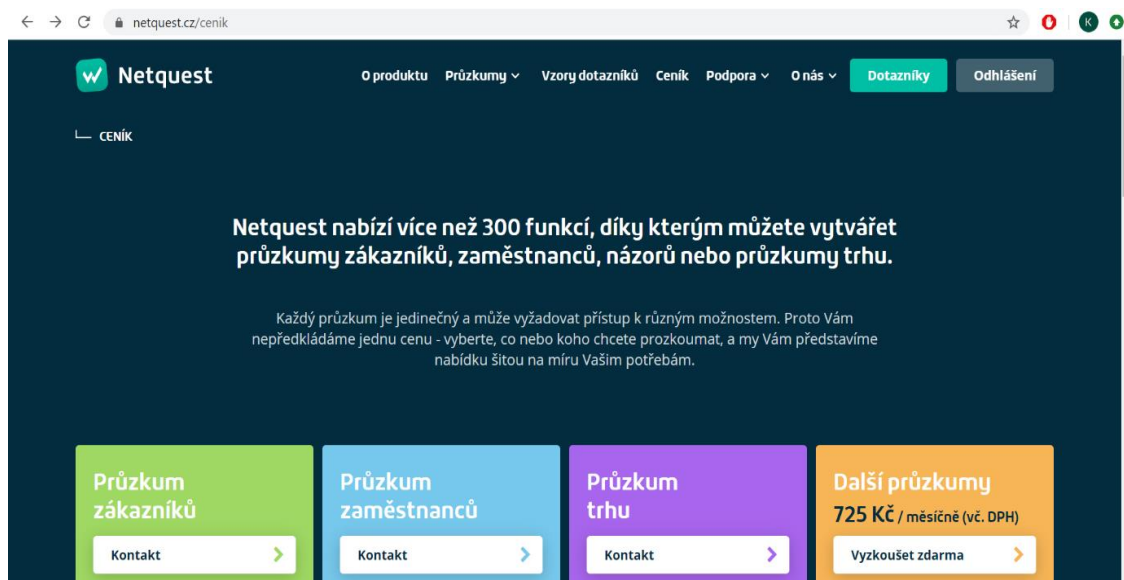 netquest.cz/cenik
K
Netquest
O produktu Průzkumy Vzory dotazníků Ceník Podpora O nás Dotazníky Odhlášení
CENÍK
Netquest nabízí více než 300 funkcí, díky kterým můžete vytvářet
průzkumy zákazníků, zaměstnanců, názorů nebo průzkumy trhu.
Každý průzkum je jedinečný a může vyžadovat přístup k různým možnostem. Proto Vám
nepředkládáme jednu cenu - vyberte, co nebo koho chcete prozkoumat, a my Vám představíme
nabídku šitou na míru Vašim potřebám.
Průzkum
zákazníků
Kontakt
Průzkum
zaměstnanců
Kontakt
Průzkum
trhu
Kontakt
Další průzkumy
725 Kč / měsíčně (vč. DPH)
Vyzkoušet zdarma